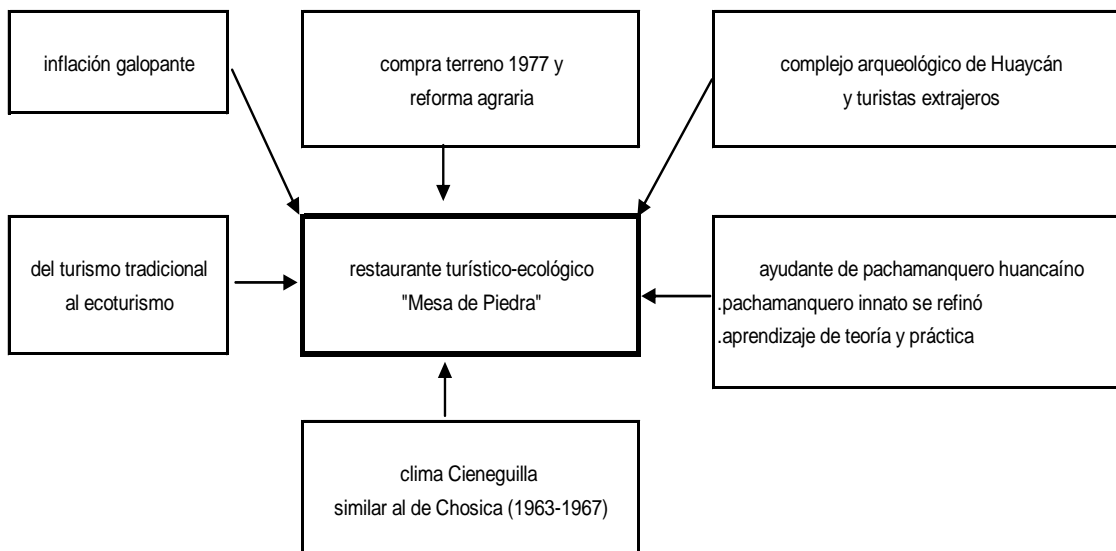 inflación galopante
compra terreno 1977 y
reforma agraria
complejo arqueológico de Huaycán
y turistas extranjeros
del turismo tradicional
al ecoturismo
restaurante turístico-ecológico
"Mesa de Piedra"
ayudante de pachamanquero huancaíno
.pachamanquero innato se refinó
.aprendizaje de teoría y práctica
clima Cieneguilla
similar al de Chosica (1963-1967)